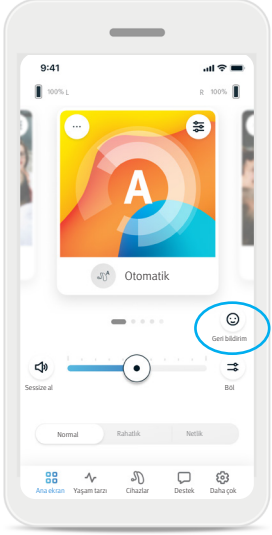 9:41
100% L
R 100%
A
A
Otomatik
Geri bildirim
Sessize al
Böl
Normal
Rahatlık
Netlik
Ana ekran
Yaşam tarzı
Cihazlar
Destek
Daha çok